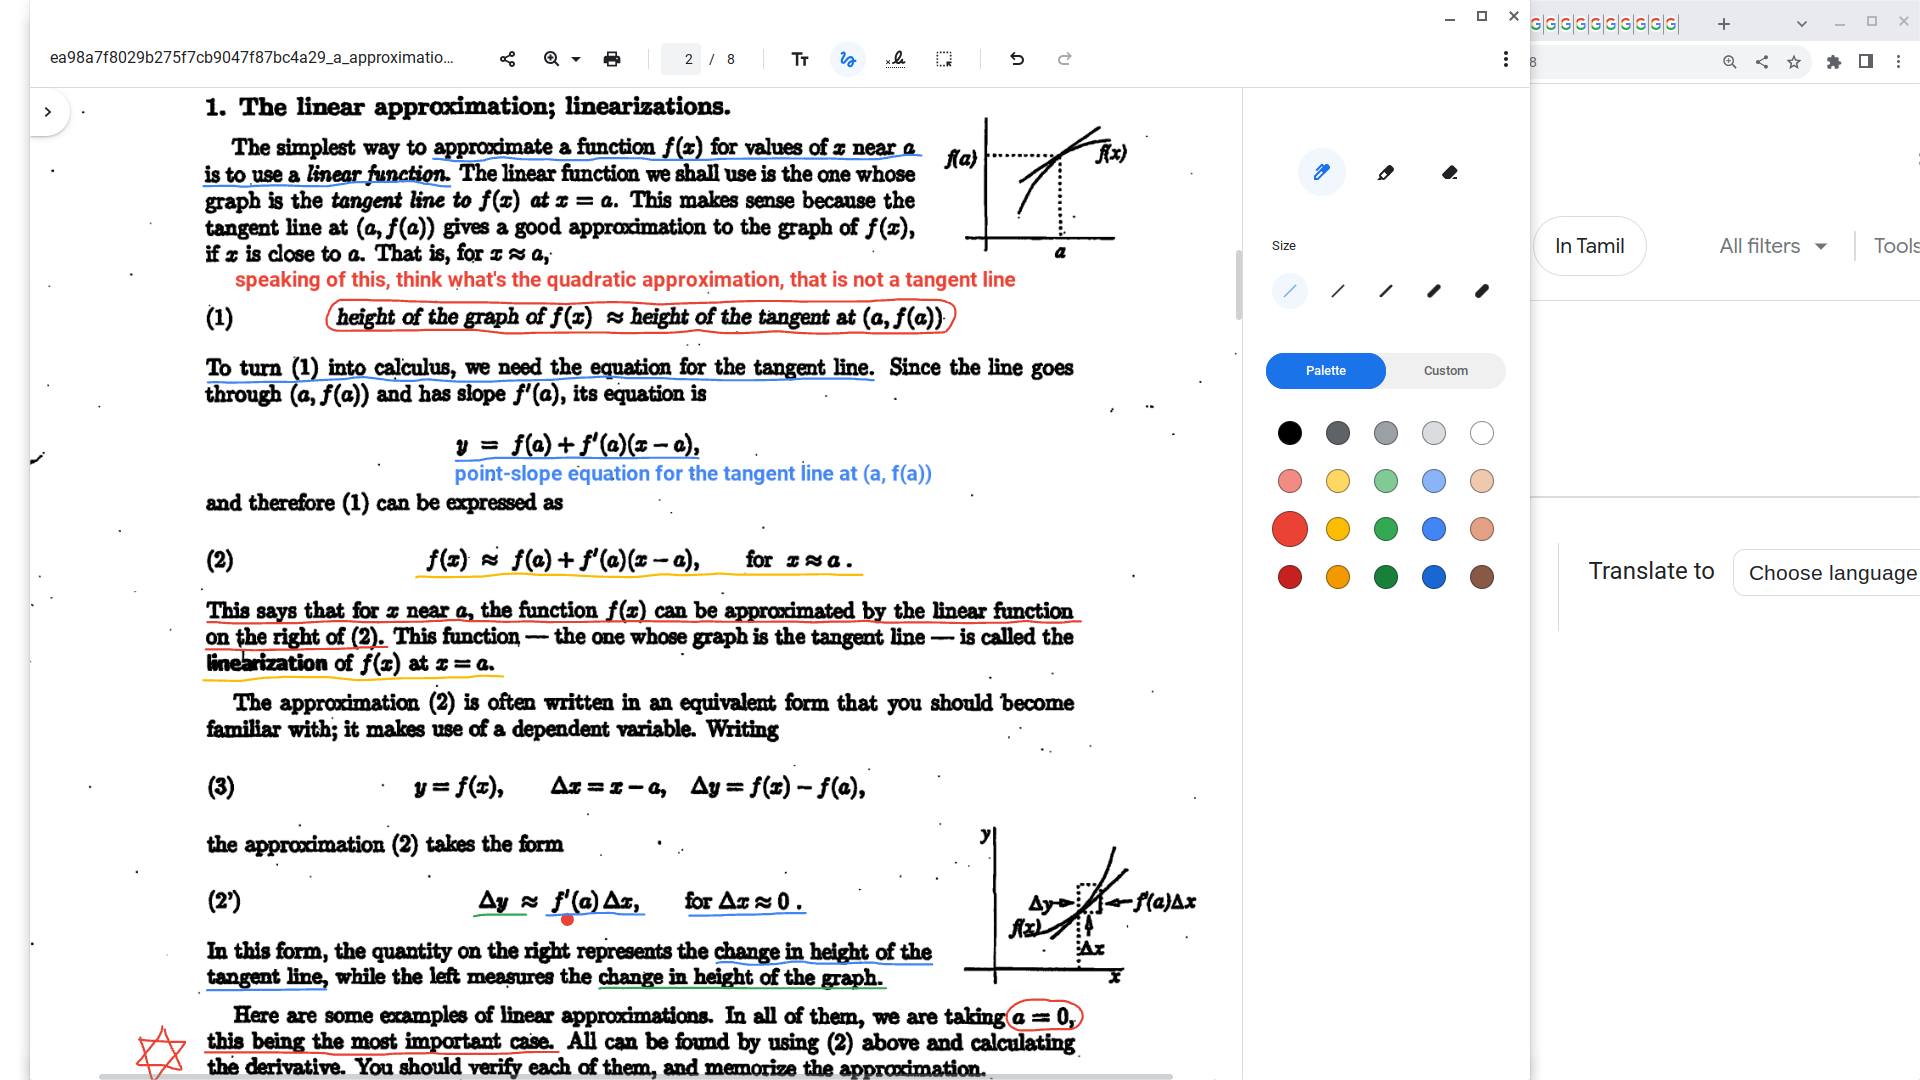 ea98a7f8029b275f7cb9047f87bc4a29_a_approximatio...
2 / 8
1. The linear approximation; linearizations.
The simplest way to approximate a function f(x) for values of x near a
is to use a linear function. The linear function we shall use is the one whose
graph is the tangent line to f(x) at x = a. This makes sense because the
tangent line at (a, f(a)) gives a good approximation to the graph of f(x),
if x is close to a. That is, for x ≈ a,
f(a)
f(x)
a
speaking of this, think what's the quadratic approximation, that is not a tangent line
(1) height of the graph of f(x) ≈ height of the tangent at (a, f(a))
To turn (1) into calculus, we need the equation for the tangent line. Since the line goes
through (a, f(a)) and has slope f'(a), its equation is
y = f(a) + f'(a)(x − a),
point-slope equation for the tangent line at (a, f(a))
and therefore (1) can be expressed as
(2) f(x) ≈ f(a) + f'(a)(x − a), for x ≈ a.
This says that for x near a, the function f(x) can be approximated by the linear function
on the right of (2). This function — the one whose graph is the tangent line — is called the
linearization of f(x) at x = a.
The approximation (2) is often written in an equivalent form that you should become
familiar with; it makes use of a dependent variable. Writing
(3) y = f(x), Δx = x − a, Δy = f(x) − f(a),
the approximation (2) takes the form
(2') Δy ≈ f'(a) Δx, for Δx ≈ 0.
y
Δy
f'(a)Δx
f(x)
Δx
x
In this form, the quantity on the right represents the change in height of the
tangent line, while the left measures the change in height of the graph.
Here are some examples of linear approximations. In all of them, we are taking a = 0,
this being the most important case. All can be found by using (2) above and calculating
the derivative. You should verify each of them, and memorize the approximation.
Size
Palette
Custom
8
In Tamil
All filters
Tools
Translate to
Choose language